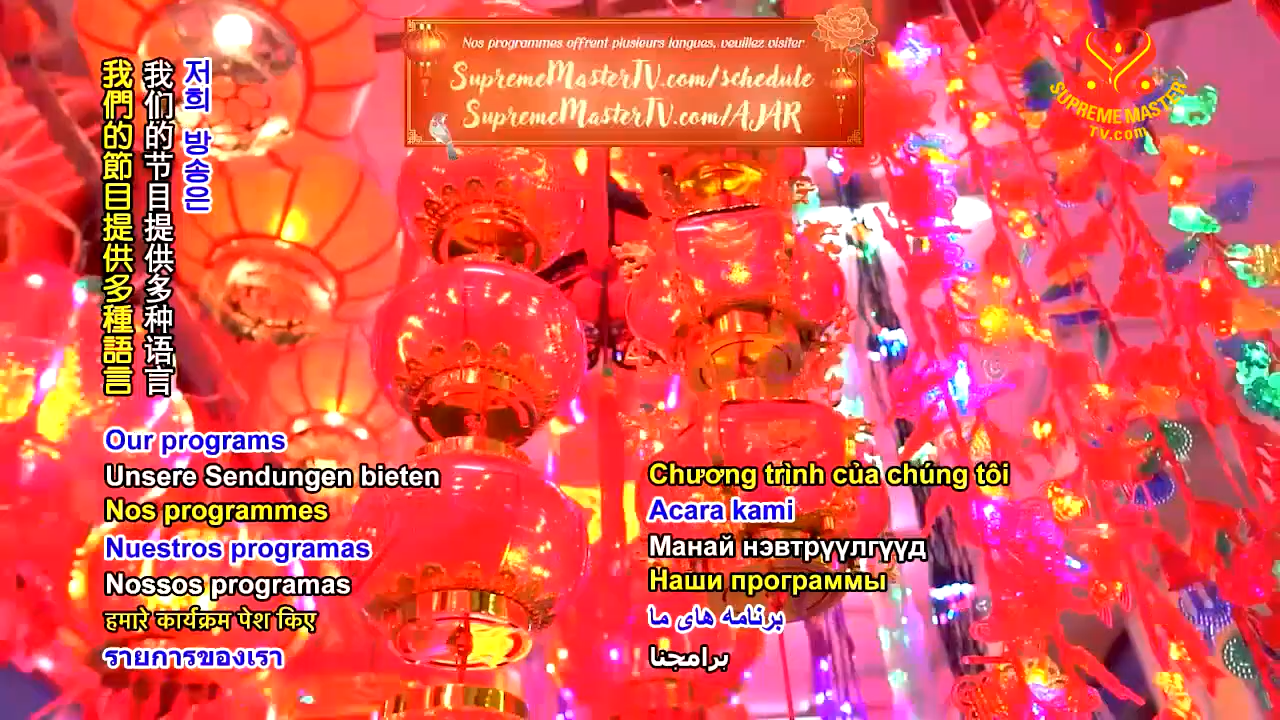 Nos programmes offrent plusieurs langues, veuillez visiter
SupremeMasterTV.com/schedule
SupremeMasterTV.com/AJAR
SUPREME MASTER
TV.com
我們的節目提供多種語言
我们的节目提供多种语言
저희 방송은
Our programs
Unsere Sendungen bieten
Nos programmes
Nuestros programas
Nossos programas
हमारे कार्यक्रम पेश किए
รายการของเรา
Chương trình của chúng tôi
Acara kami
Манай нэвтрүүлгүүд
Наши программы
برنامه های ما
برامجنا